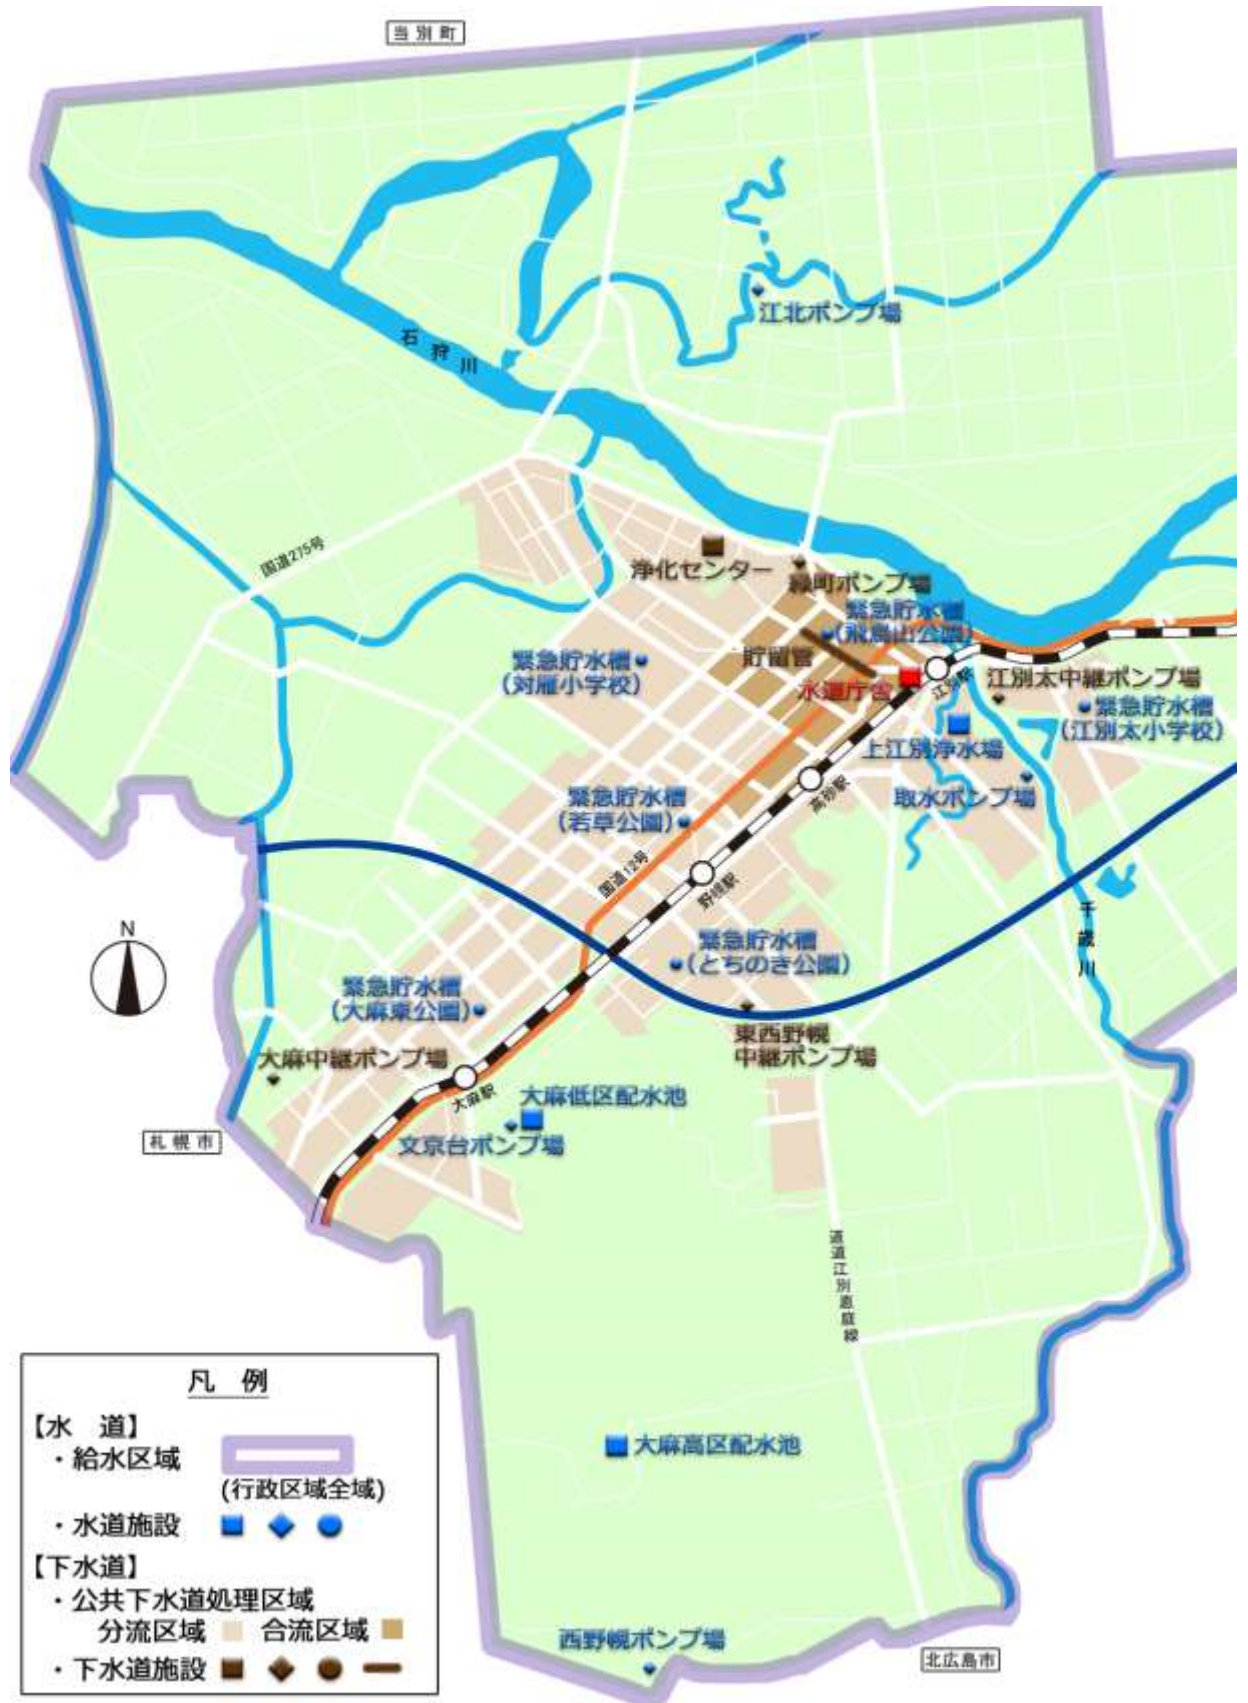 当別町
江北ポンプ場
石狩川
国道275号
浄化センター
緑町ポンプ場
緊急貯水槽
(飛烏山公園)
貯留管
緊急貯水槽
(対雁小学校)
水道庁舎
江別駅
江別太中継ポンプ場
緊急貯水槽
(江別太小学校)
上江別浄水場
取水ポンプ場
高砂駅
緊急貯水槽
(若草公園)
国道12号
野幌駅
千歳川
N
緊急貯水槽
(とちのき公園)
緊急貯水槽
(大麻東公園)
東西野幌
中継ポンプ場
大麻中継ポンプ場
大麻駅
大麻低区配水池
文京台ポンプ場
札幌市
道道江別恵庭線
大麻高区配水池
西野幌ポンプ場
北広島市
凡 例
【水 道】
・給水区域
(行政区域全域)
・水道施設
【下水道】
・公共下水道処理区域
分流区域 合流区域
・下水道施設